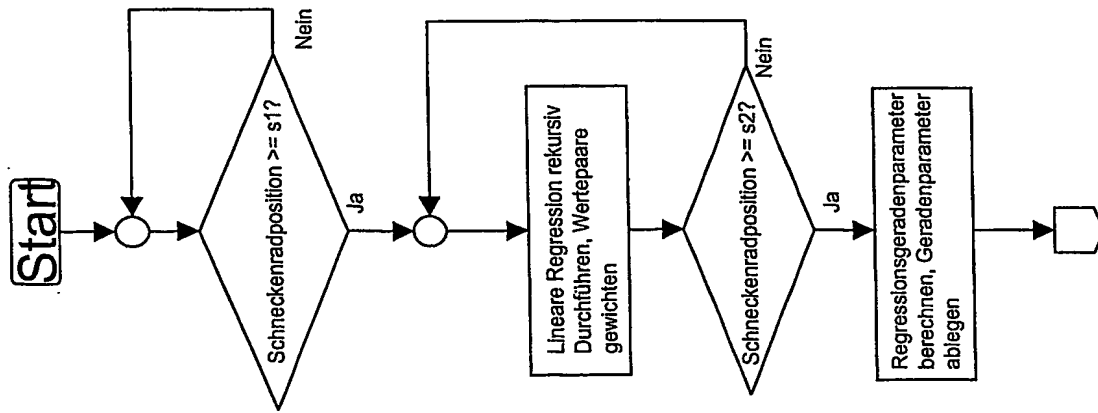 Start
Schneckenradposition >= s1?
Nein
Ja
Lineare Regression rekursiv
Durchführen, Wertepaare
gewichten
Schneckenradposition >= s2?
Nein
Ja
Regressionsgeradenparameter
berechnen, Geradenparameter
ablegen